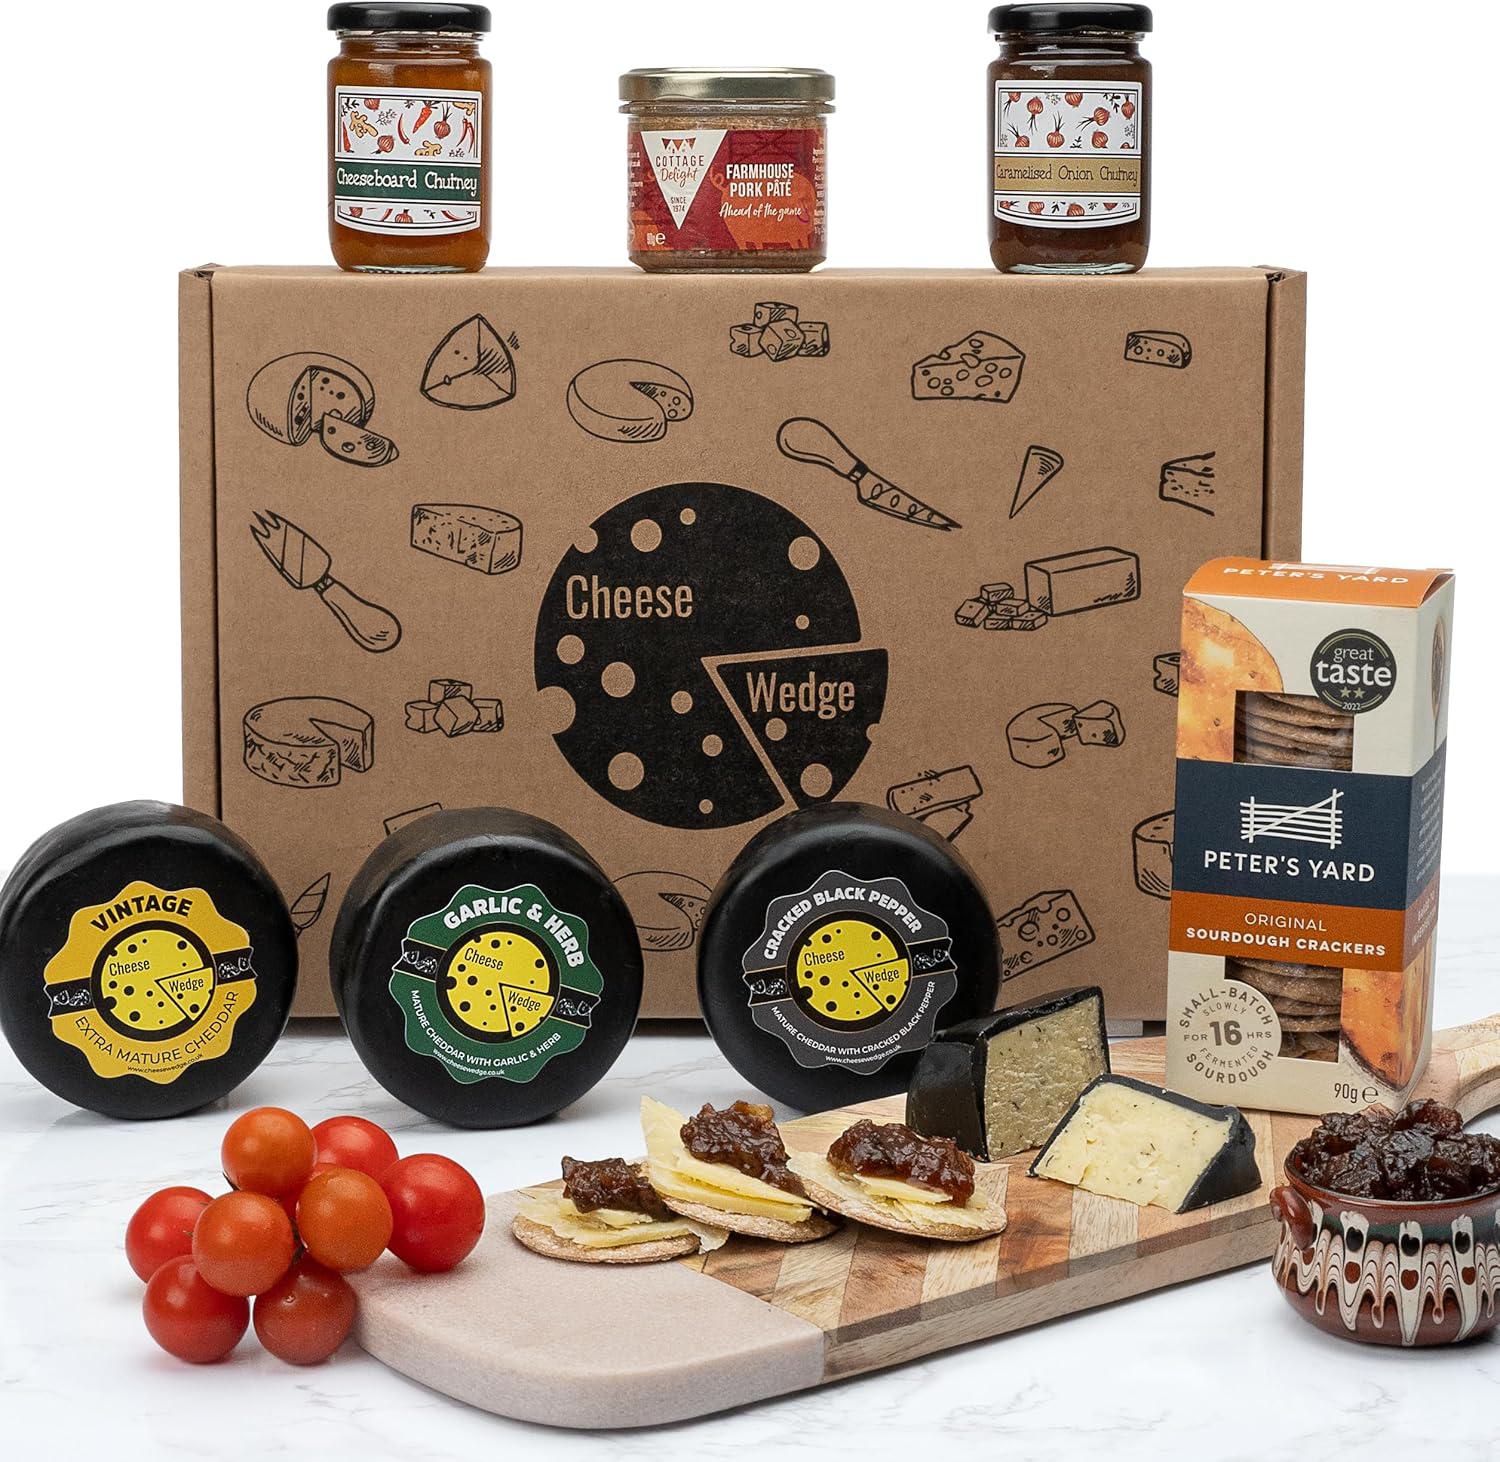 Cheeseboard Chutney
COTTAGE
Delight
SINCE
1974
FARMHOUSE
PORK PÂTÉ
Ahead of the game
90g e
Caramelised Onion Chutney
Cheese
Wedge
PETER'S YARD
great
taste
2022
PETER'S YARD
ORIGINAL
SOURDOUGH CRACKERS
SMALL-BATCH
SLOWLY
FOR 16 HRS
FERMENTED
SOURDOUGH
90g e
VINTAGE
Cheese
Wedge
EXTRA MATURE CHEDDAR
www.cheesewedge.co.uk
GARLIC & HERB
Cheese
Wedge
MATURE CHEDDAR WITH GARLIC & HERB
www.cheesewedge.co.uk
CRACKED BLACK PEPPER
Cheese
Wedge
MATURE CHEDDAR WITH CRACKED BLACK PEPPER
www.cheesewedge.co.uk